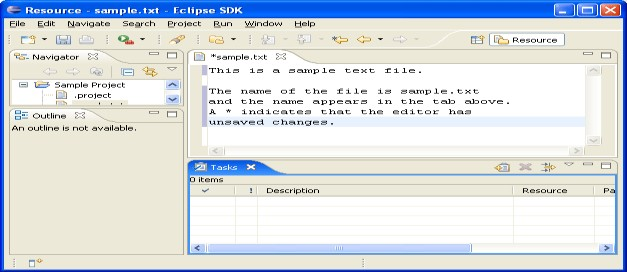 Resource - sample.txt - Eclipse SDK
File Edit Navigate Search Project Run Window Help
Resource
Navigator
Sample Project
.project
Outline
An outline is not available.
*sample.txt
This is a sample text file.
The name of the file is sample.txt
and the name appears in the tab above.
A * indicates that the editor has
unsaved changes.
Tasks
0 items
! Description Resource Pa